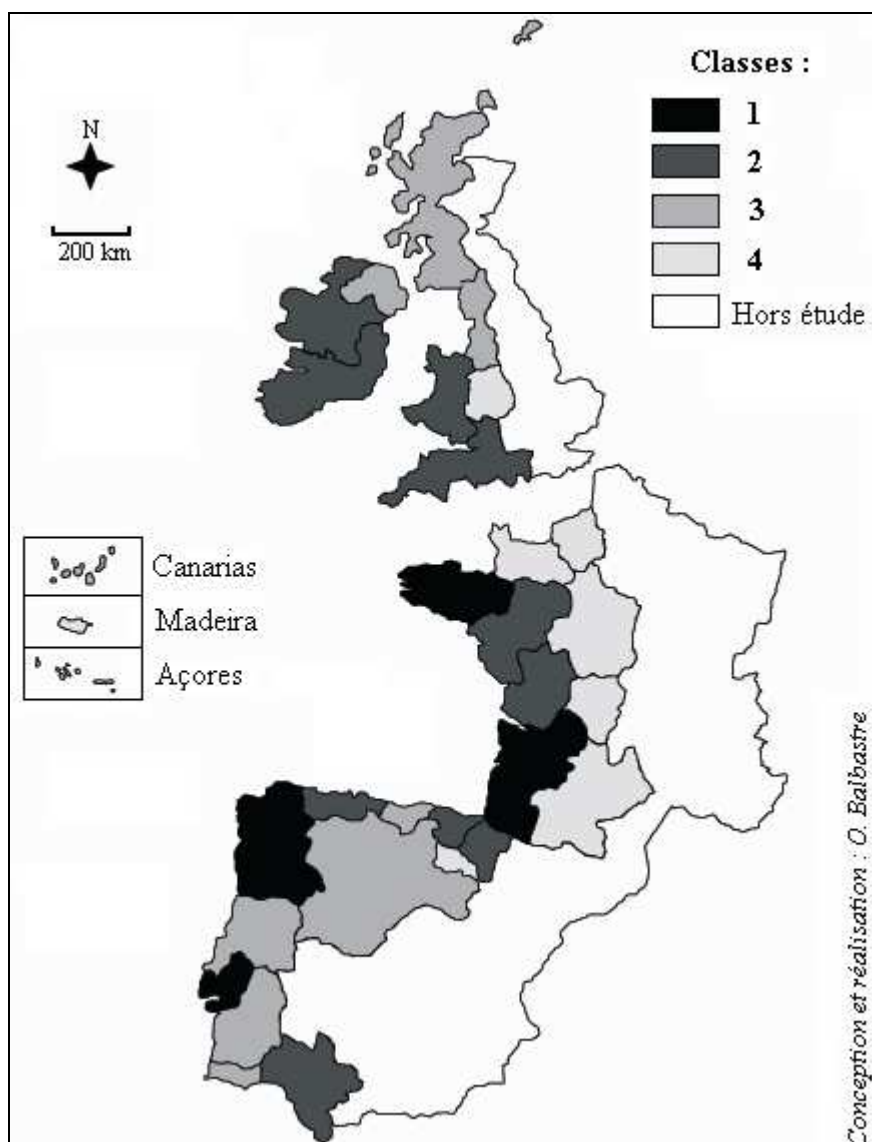 Classes :
1
2
3
4
Hors étude
N
200 km
Canarias
Madeira
Açores
Conception et réalisation : O. Balbastre